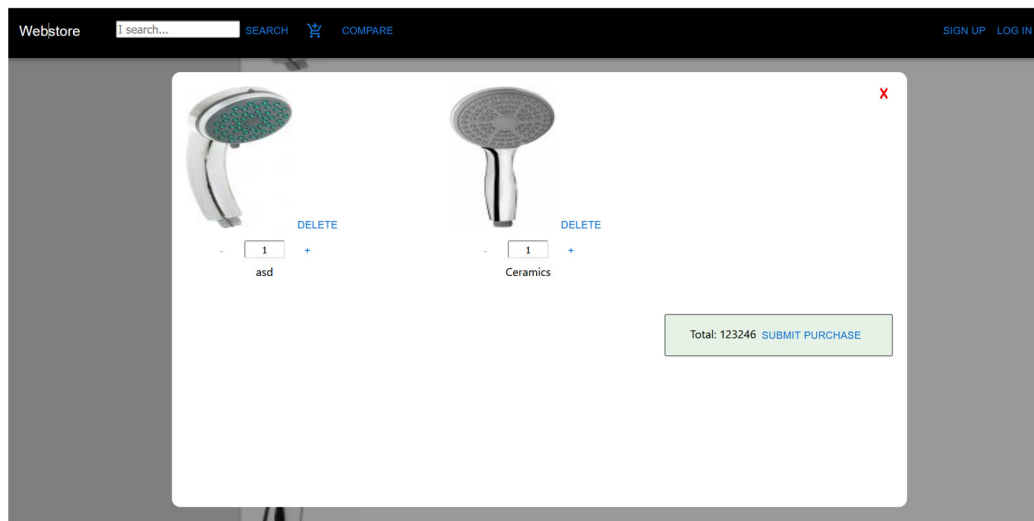 Webstore I search... SEARCH COMPARE SIGN UP LOG IN
X
DELETE DELETE
- 1 + - 1 +
asd Ceramics
Total: 123246 SUBMIT PURCHASE